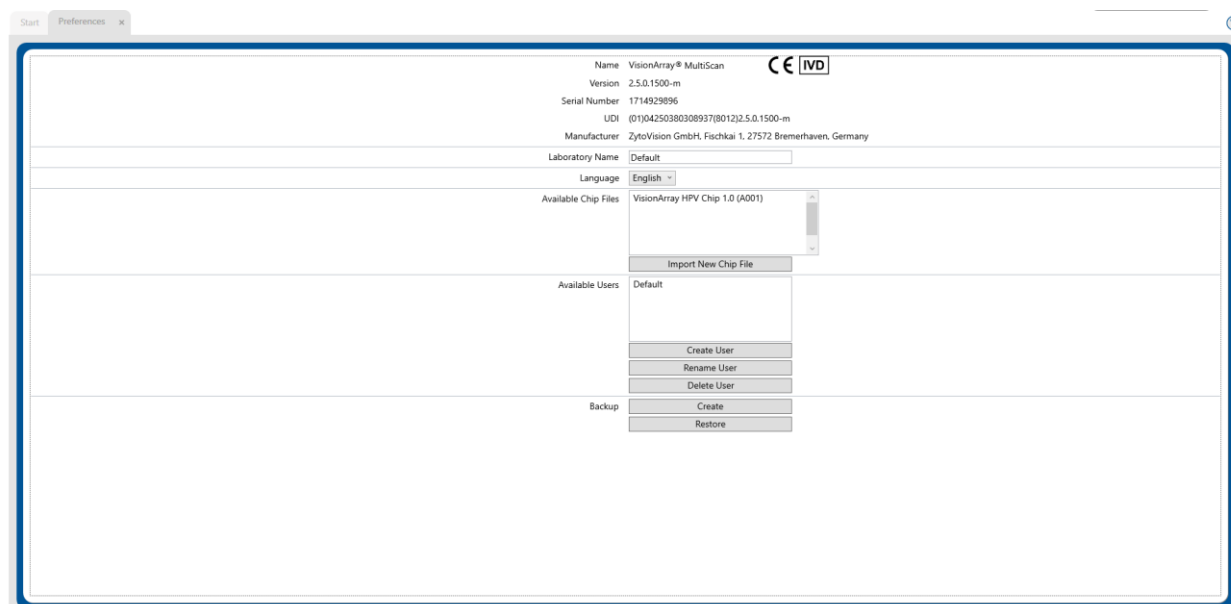 Start Preferences x
Name VisionArray® MultiScan CE IVD
Version 2.5.0.1500-m
Serial Number 1714929896
UDI (01)04250380308937(8012)2.5.0.1500-m
Manufacturer ZytoVision GmbH, Fischkai 1, 27572 Bremerhaven, Germany
Laboratory Name Default
Language English
Available Chip Files VisionArray HPV Chip 1.0 (A001)
Import New Chip File
Available Users Default
Create User
Rename User
Delete User
Backup Create
Restore